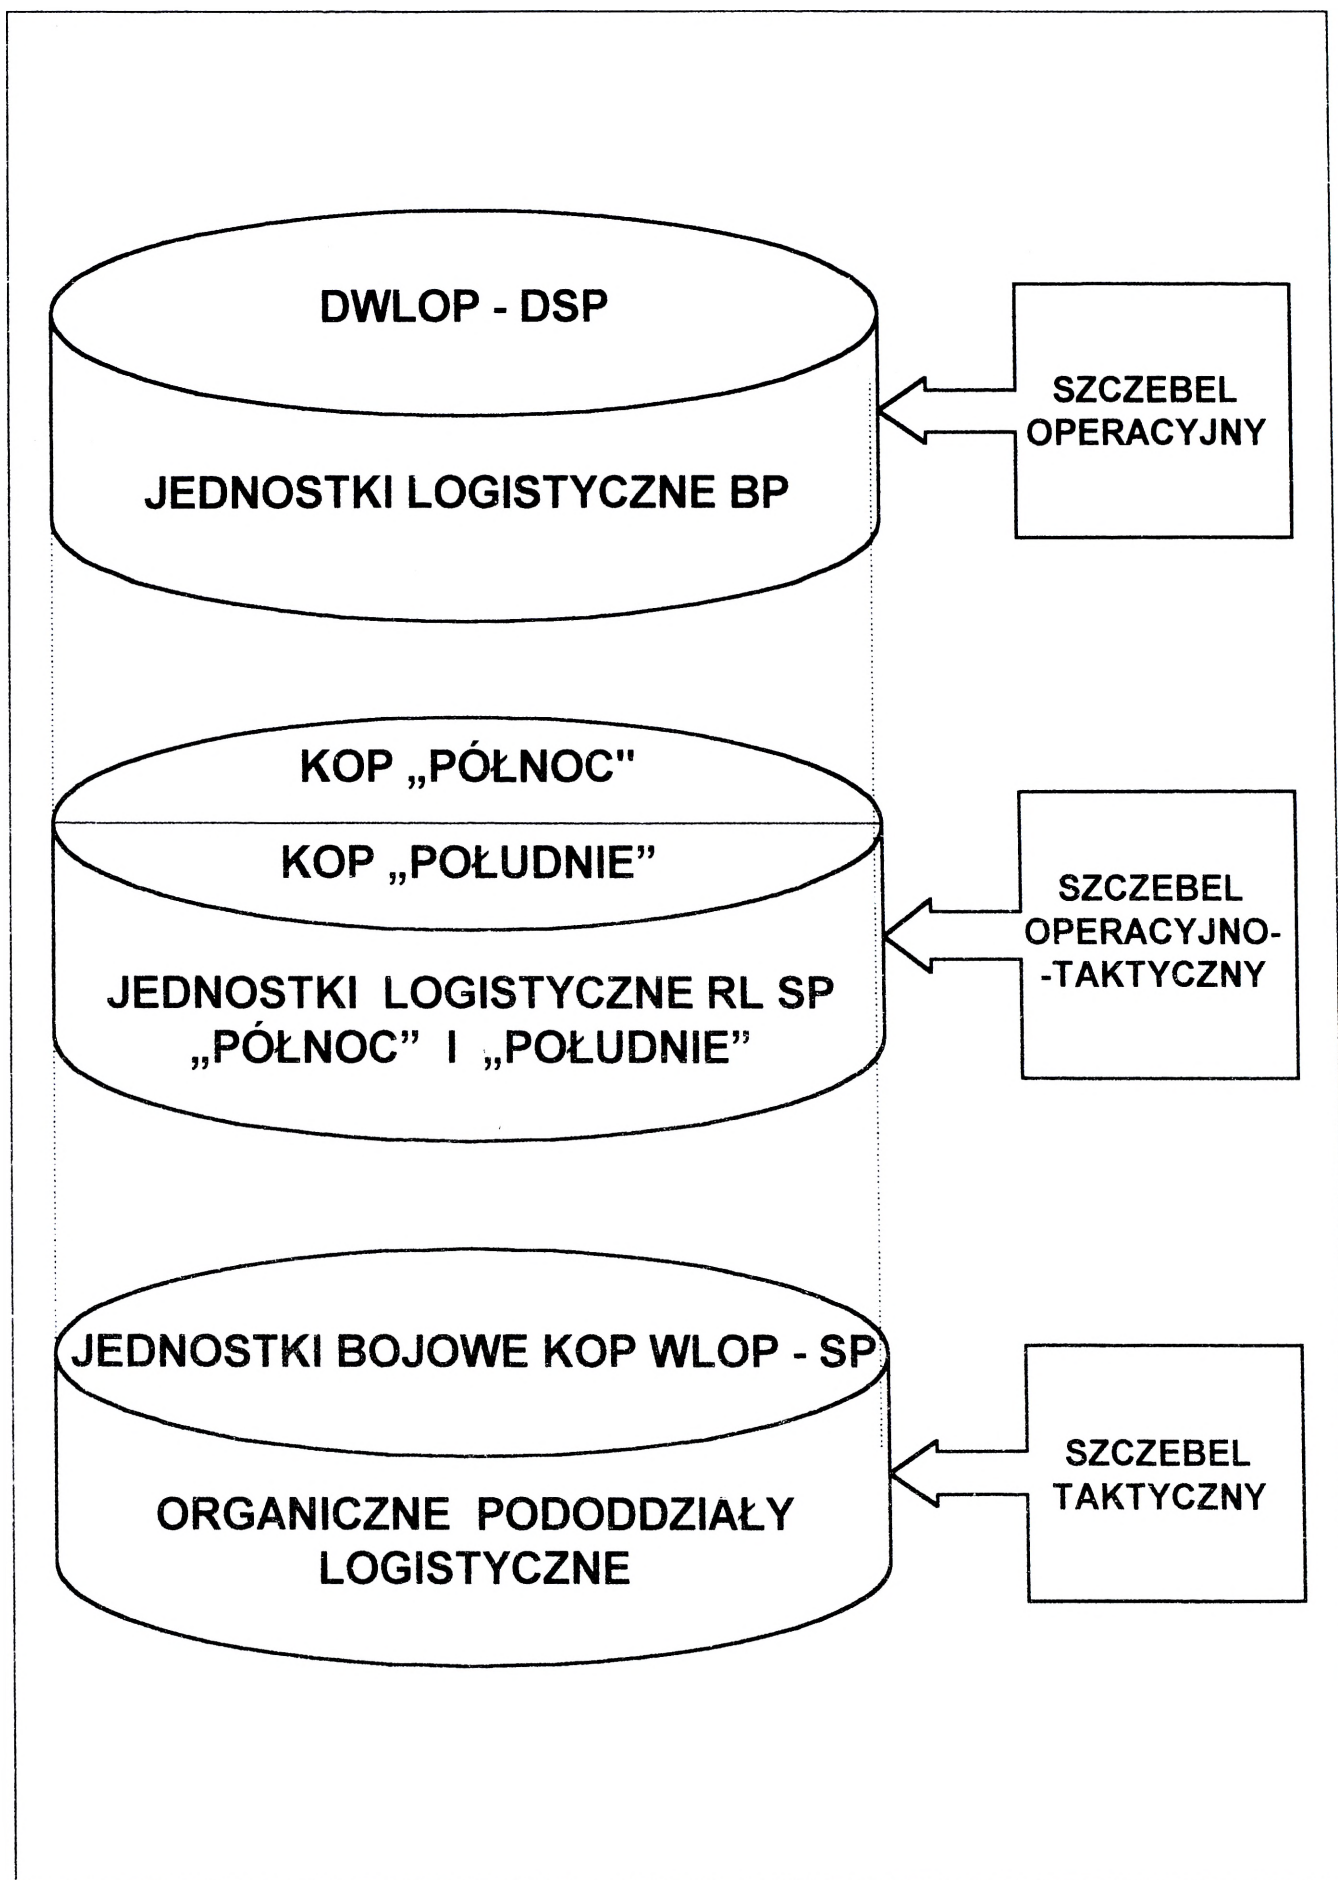 DWLOP - DSP
JEDNOSTKI LOGISTYCZNE BP
SZCZEBEL
OPERACYJNY
KOP „PÓŁNOC"
KOP „POŁUDNIE”
JEDNOSTKI LOGISTYCZNE RL SP
„PÓŁNOC” I „POŁUDNIE”
SZCZEBEL
OPERACYJNO-
-TAKTYCZNY
JEDNOSTKI BOJOWE KOP WLOP - SP
ORGANICZNE PODODDZIAŁY
LOGISTYCZNE
SZCZEBEL
TAKTYCZNY